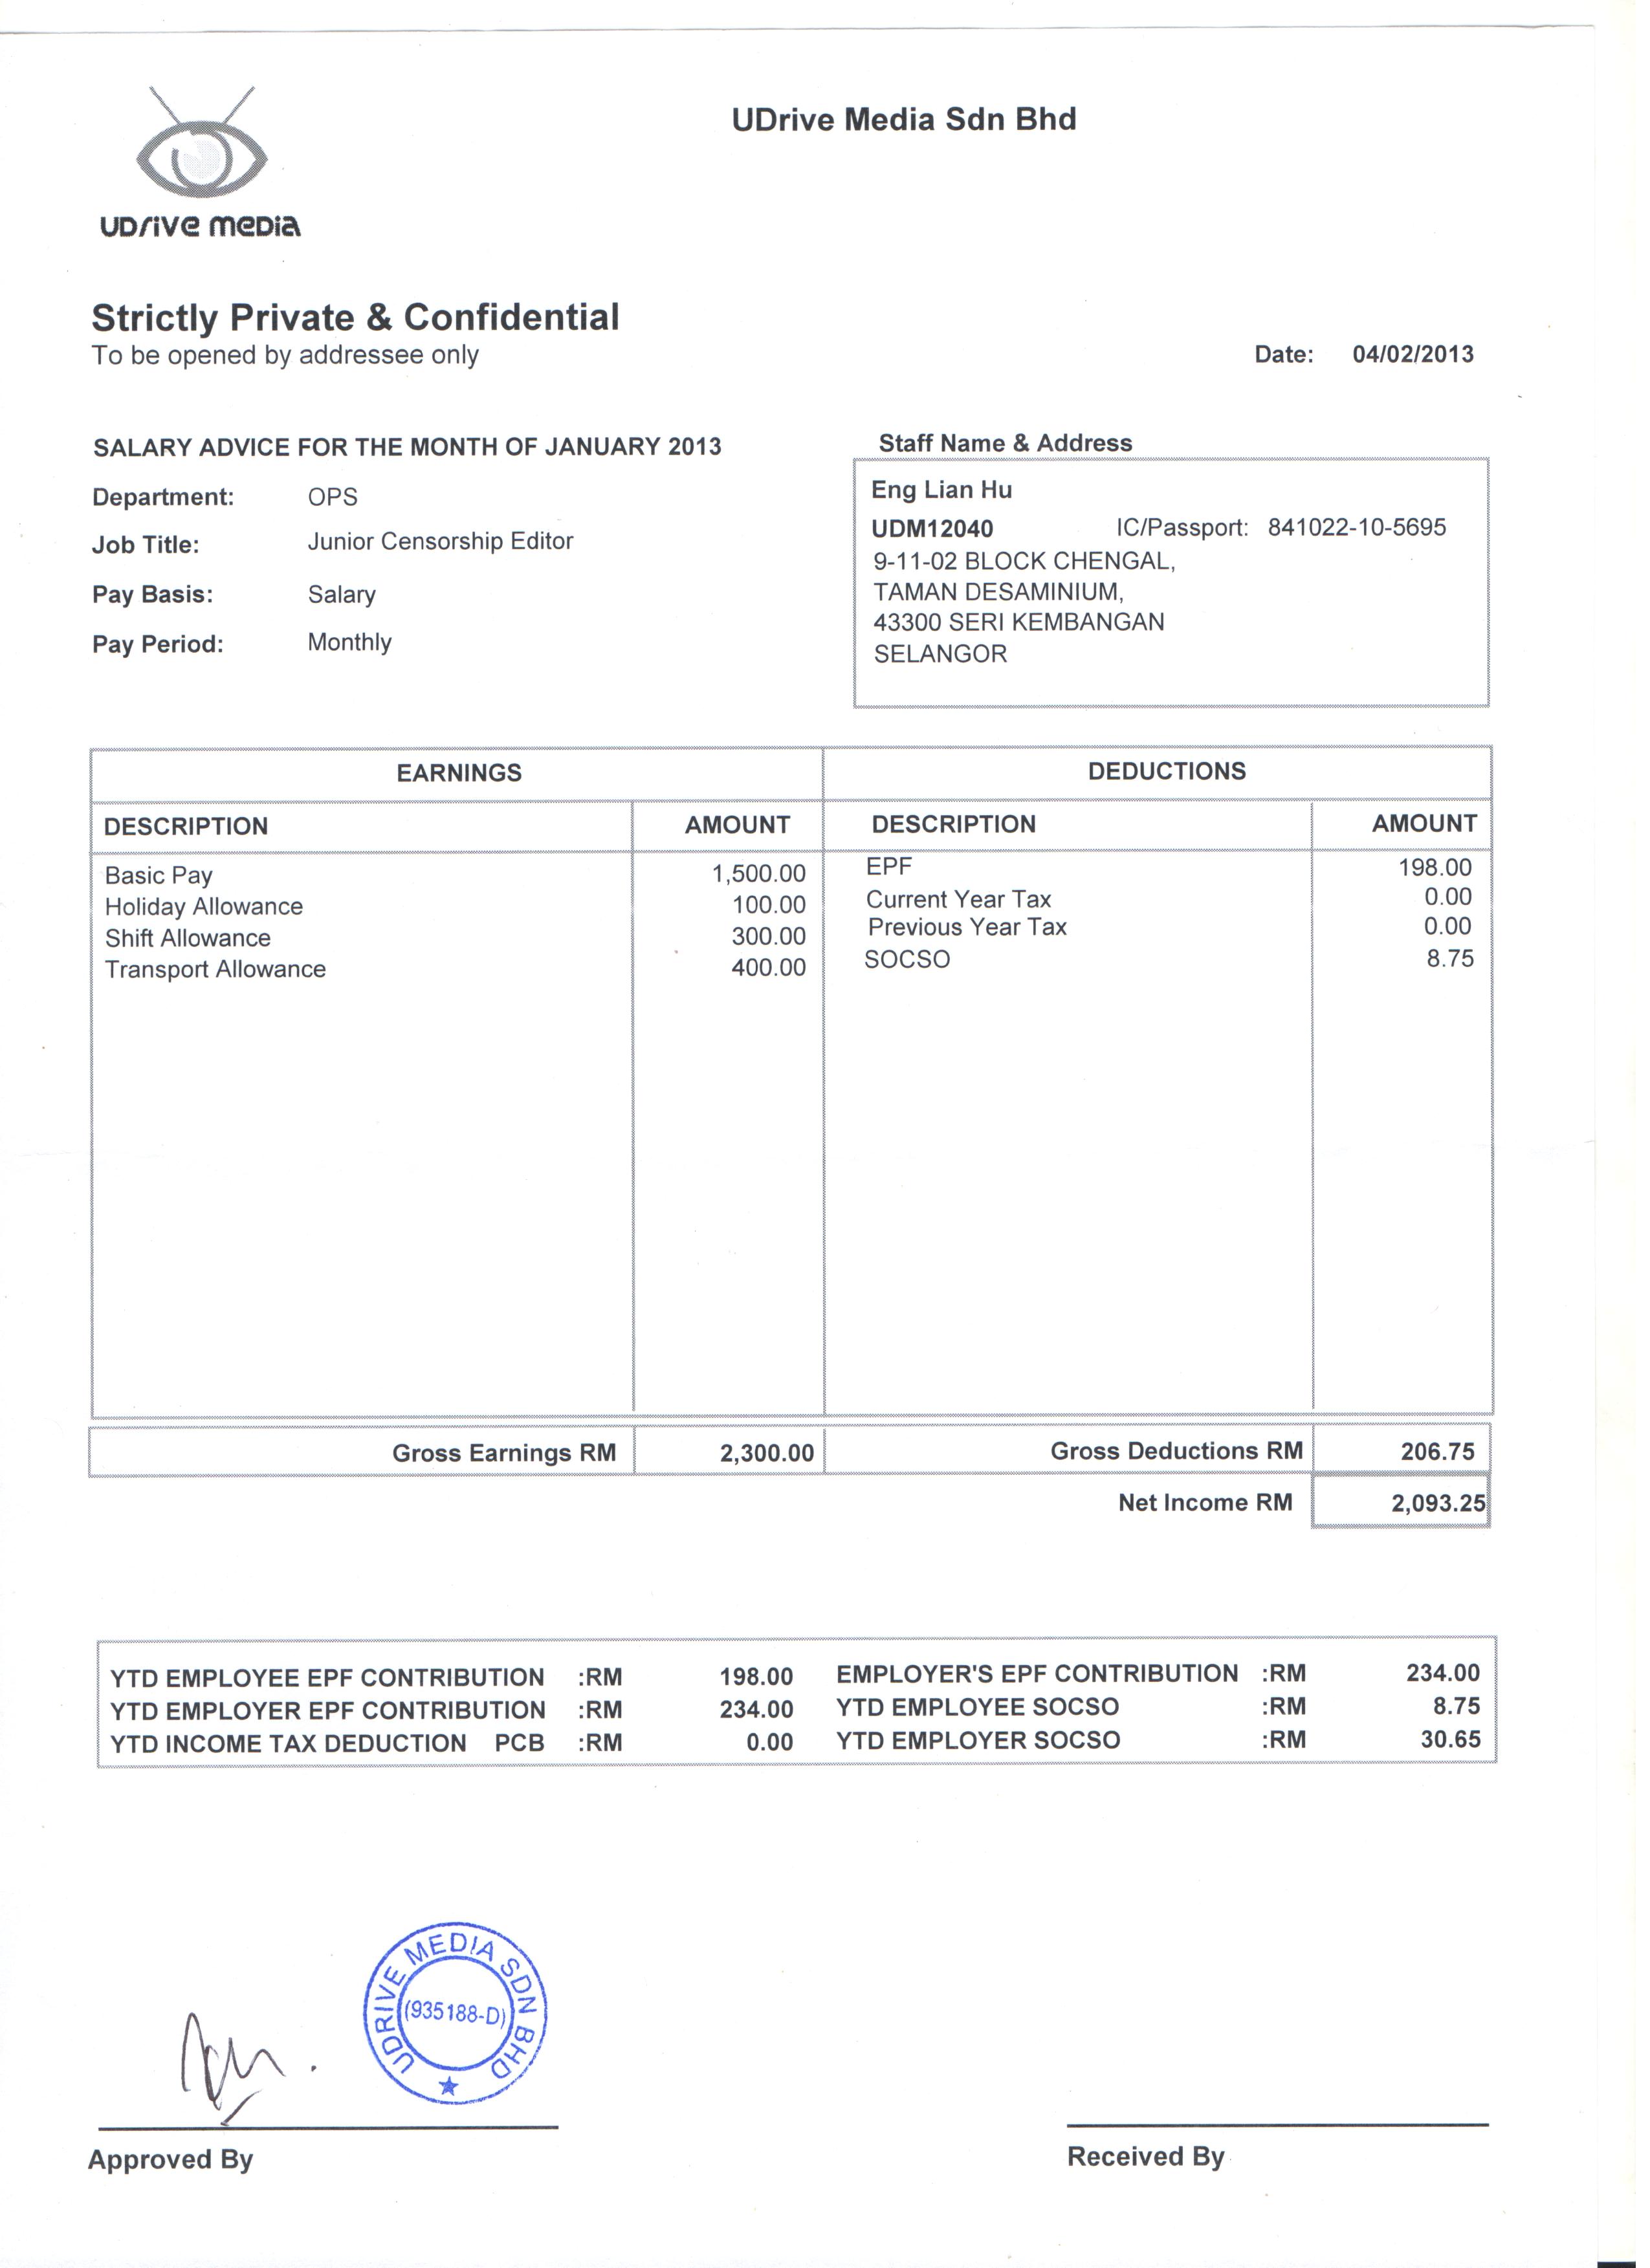 UDrive media
UDrive Media Sdn Bhd
Strictly Private & Confidential
To be opened by addressee only
Date: 04/02/2013
SALARY ADVICE FOR THE MONTH OF JANUARY 2013
Department: OPS
Job Title: Junior Censorship Editor
Pay Basis: Salary
Pay Period: Monthly
Staff Name & Address
Eng Lian Hu
UDM12040 IC/Passport: 841022-10-5695
9-11-02 BLOCK CHENGAL,
TAMAN DESAMINIUM,
43300 SERI KEMBANGAN
SELANGOR
EARNINGS DEDUCTIONS
DESCRIPTION AMOUNT DESCRIPTION AMOUNT
Basic Pay 1,500.00 EPF 198.00
Holiday Allowance 100.00 Current Year Tax 0.00
Shift Allowance 300.00 Previous Year Tax 0.00
Transport Allowance 400.00 SOCSO 8.75
Gross Earnings RM 2,300.00 Gross Deductions RM 206.75
Net Income RM 2,093.25
YTD EMPLOYEE EPF CONTRIBUTION :RM 198.00 EMPLOYER'S EPF CONTRIBUTION :RM 234.00
YTD EMPLOYER EPF CONTRIBUTION :RM 234.00 YTD EMPLOYEE SOCSO :RM 8.75
YTD INCOME TAX DEDUCTION PCB :RM 0.00 YTD EMPLOYER SOCSO :RM 30.65
UDRIVE MEDIA SDN BHD
(935188-D)
Approved By Received By